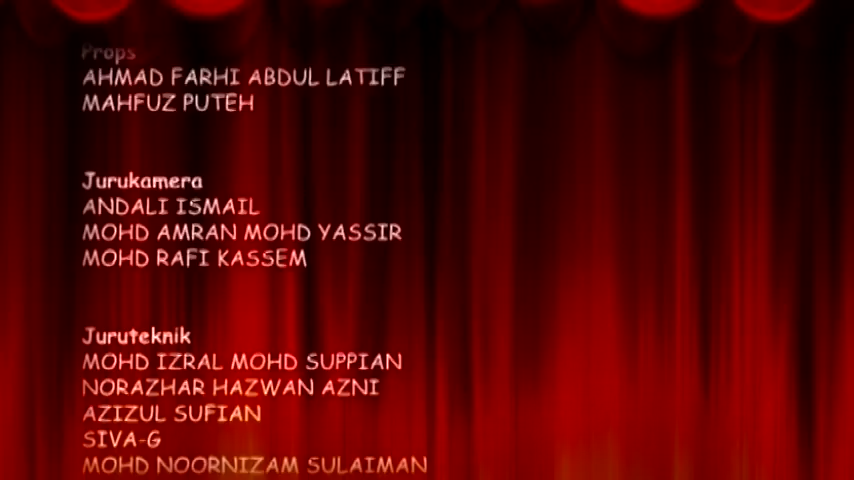 Props
AHMAD FARHI ABDUL LATIFF
MAHFUZ PUTEH
Jurukamera
ANDALI ISMAIL
MOHD AMRAN MOHD YASSIR
MOHD RAFI KASSEM
Juruteknik
MOHD IZRAL MOHD SUPPIAN
NORAZHAR HAZWAN AZNI
AZIZUL SUFIAN
SIVA-G
MOHD NOORNIZAM SULAIMAN